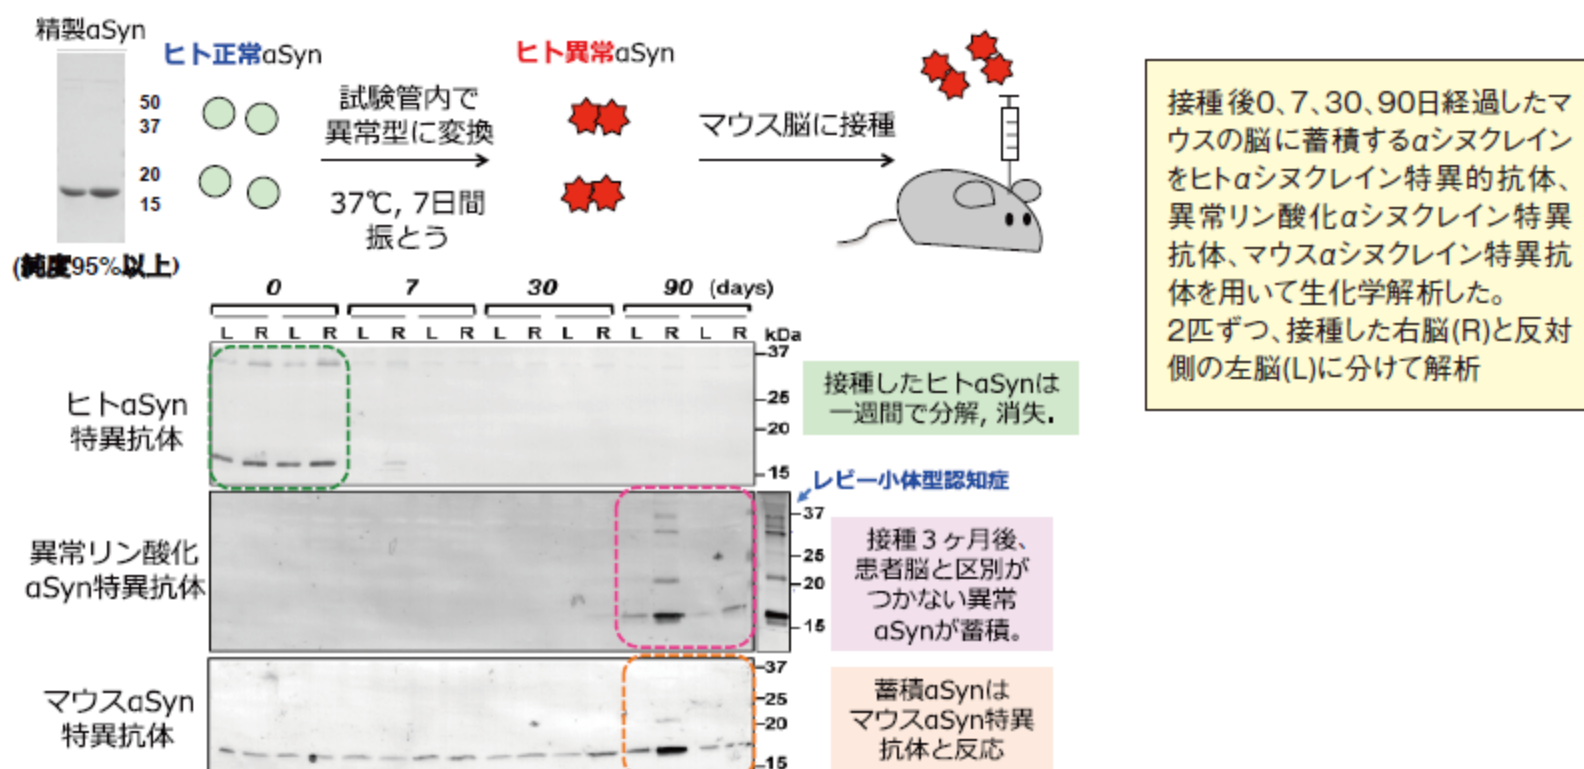 精製aSyn
50
37
20
15
(純度95%以上)
ヒト正常aSyn
試験管内で
異常型に変換
37℃, 7日間
振とう
ヒト異常aSyn
マウス脳に接種
接種後0、7、30、90日経過したマ
ウスの脳に蓄積するαシヌクレイン
をヒトαシヌクレイン特異的抗体、
異常リン酸化αシヌクレイン特異
抗体、マウスαシヌクレイン特異抗
体を用いて生化学解析した。
2匹ずつ、接種した右脳(R)と反対
側の左脳(L)に分けて解析
0 7 30 90 (days)
L R L R L R L R L R L R L R L R kDa
ヒトaSyn
特異抗体
37
25
20
15
接種したヒトaSynは
一週間で分解, 消失.
レビー小体型認知症
異常リン酸化
aSyn特異抗体
37
25
20
15
接種３ヶ月後、
患者脳と区別が
つかない異常
aSynが蓄積。
マウスaSyn
特異抗体
37
25
20
15
蓄積aSynは
マウスaSyn特異
抗体と反応